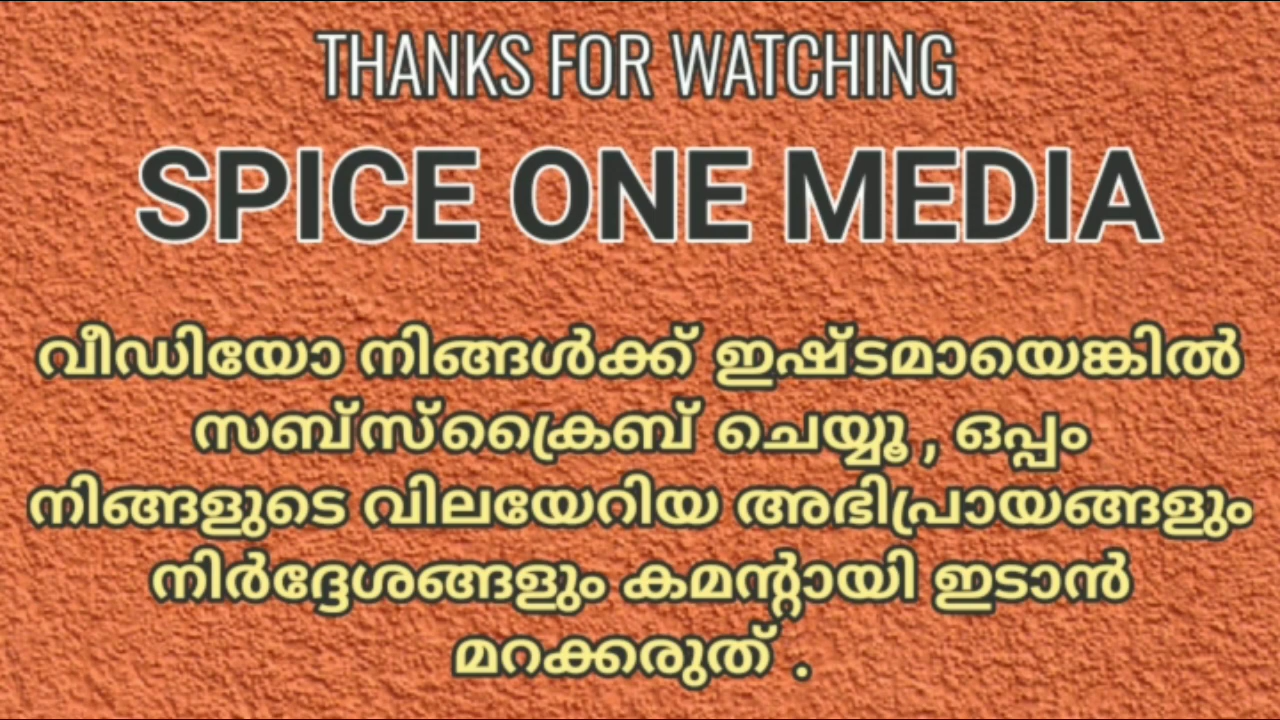 THANKS FOR WATCHING
SPICE ONE MEDIA
വീഡിയോ നിങ്ങൾക്ക് ഇഷ്ടമായെങ്കിൽ
സബ്സ്ക്രൈബ് ചെയ്യൂ , ഒപ്പം
നിങ്ങളുടെ വിലയേറിയ അഭിപ്രായങ്ങളും
നിർദ്ദേശങ്ങളും കമന്റായി ഇടാൻ
മറക്കരുത് .